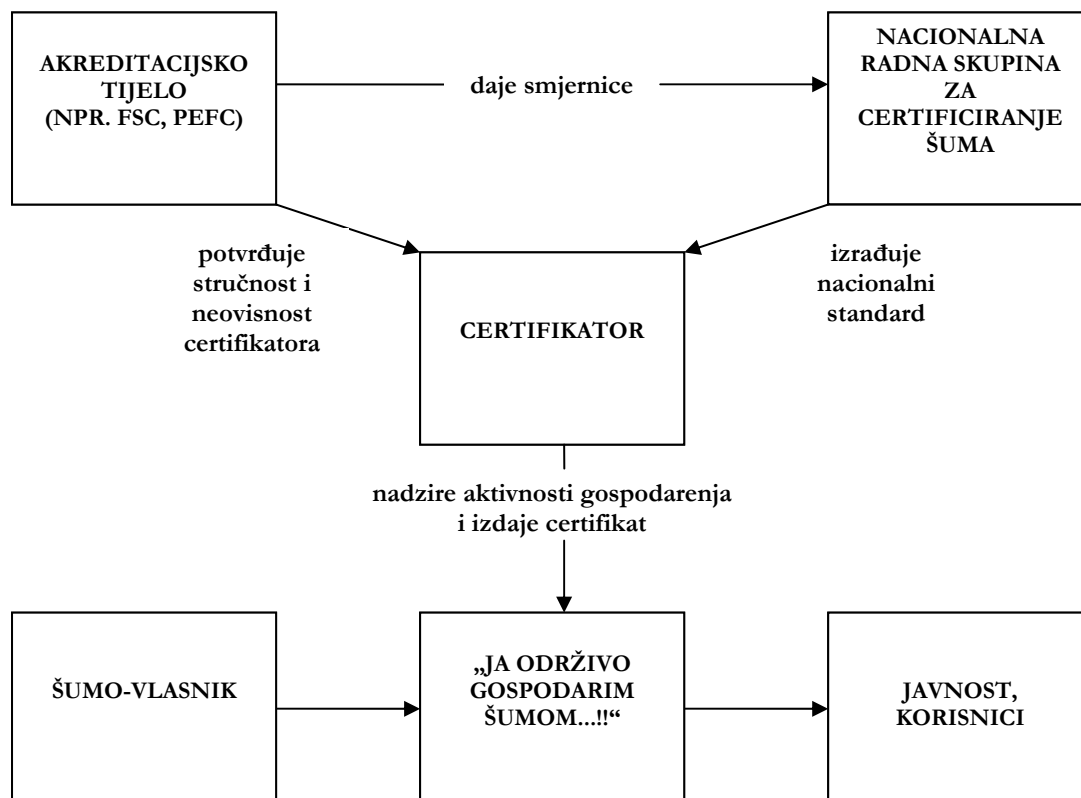 AKREDITACIJSKO
TIJELO
(NPR. FSC, PEFC)
daje smjernice
NACIONALNA
RADNA SKUPINA
ZA
CERTIFICIRANJE
ŠUMA
potvrđuje
stručnost i
neovisnost
certifikatora
CERTIFIKATOR
izrađuje
nacionalni
standard
nadzire aktivnosti gospodarenja
i izdaje certifikat
ŠUMO-VLASNIK
„JA ODRŽIVO
GOSPODARIM
ŠUMOM...!!“
JAVNOST,
KORISNICI